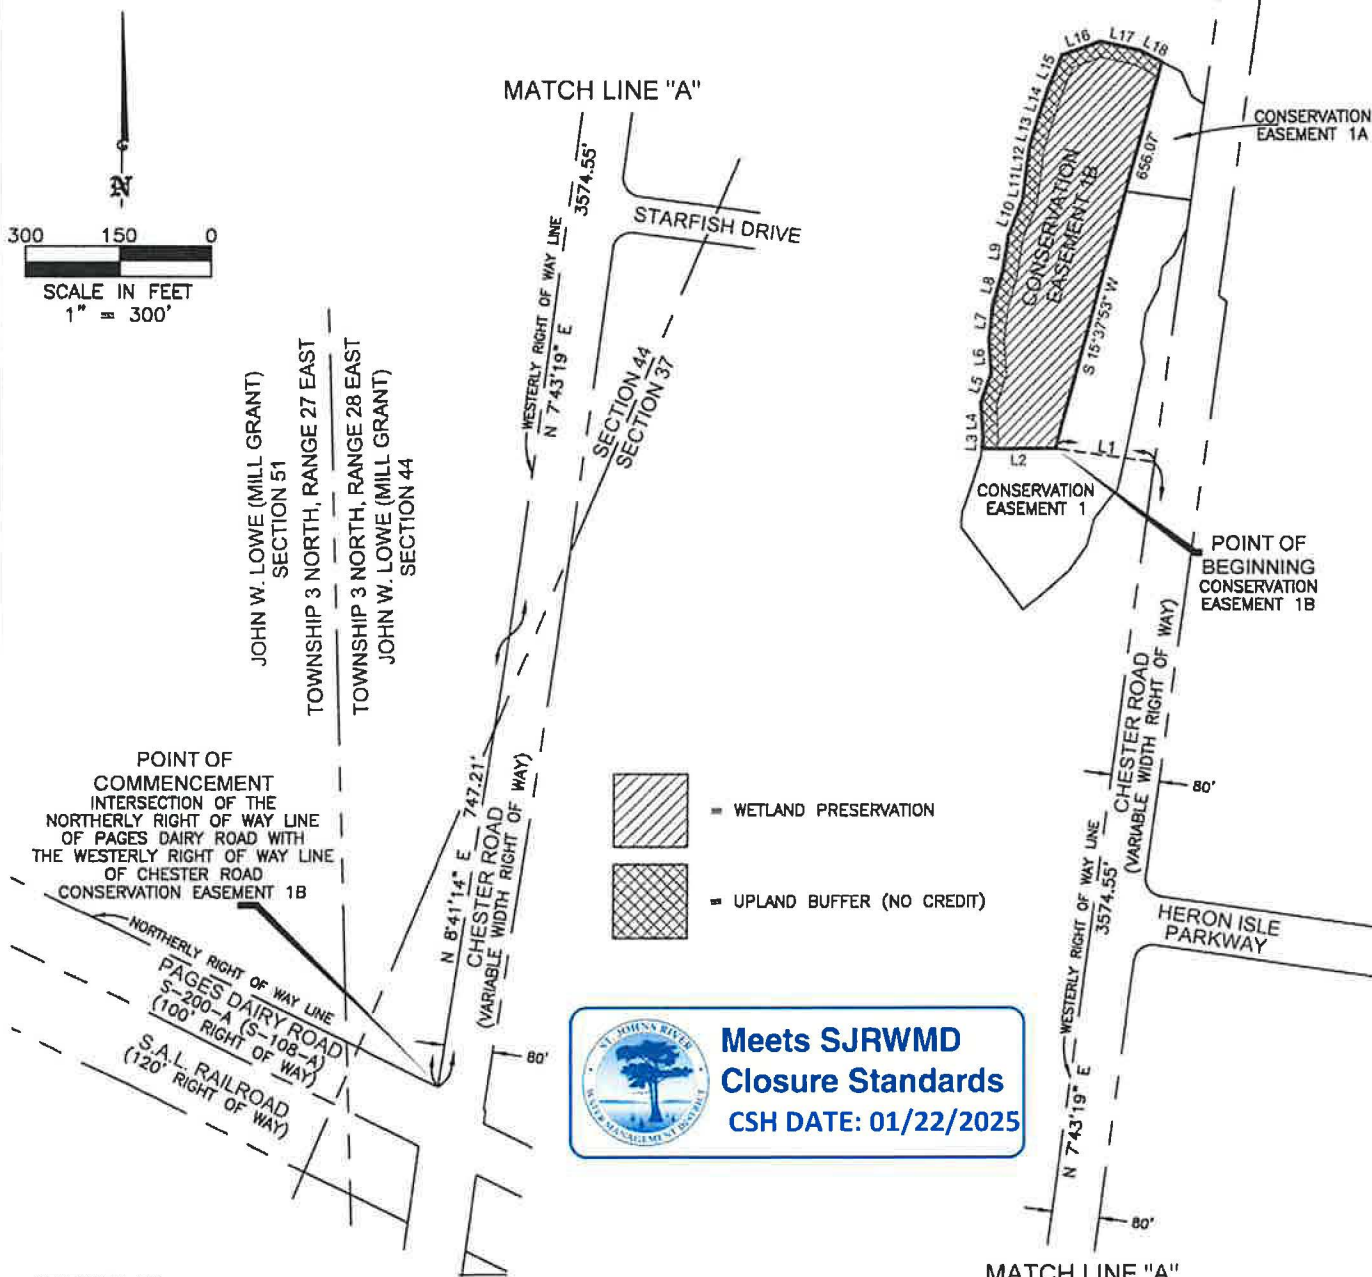 N
300 150 0
SCALE IN FEET
1" = 300'
MATCH LINE "A"
3574.55'
WESTERLY RIGHT OF WAY LINE
N 7°43'19" E
STARFISH DRIVE
SECTION 44
SECTION 37
JOHN W. LOWE (MILL GRANT)
SECTION 51
TOWNSHIP 3 NORTH, RANGE 27 EAST
TOWNSHIP 3 NORTH, RANGE 28 EAST
JOHN W. LOWE (MILL GRANT)
SECTION 44
POINT OF
COMMENCEMENT
INTERSECTION OF THE
NORTHERLY RIGHT OF WAY LINE
OF PAGES DAIRY ROAD WITH
THE WESTERLY RIGHT OF WAY LINE
OF CHESTER ROAD
CONSERVATION EASEMENT 1B
N 8°41'14" E 747.21'
CHESTER ROAD
(VARIABLE WIDTH RIGHT OF WAY)
NORTHERLY RIGHT OF WAY LINE
PAGES DAIRY ROAD
S-200-A (S-108-A)
(100' RIGHT OF WAY)
S.A.L. RAILROAD
(120' RIGHT OF WAY)
80'
= WETLAND PRESERVATION
= UPLAND BUFFER (NO CREDIT)
ST. JOHNS RIVER
WATER MANAGEMENT DISTRICT
Meets SJRWMD
Closure Standards
CSH DATE: 01/22/2025
L16 L17 L18
L15
L14
L13
L12
L11
L10
L9
L8
L7
L6
L5
L4
L3
L2
L1
CONSERVATION
EASEMENT 1B
656.07'
S 15°37'53" W
CONSERVATION
EASEMENT 1A
CONSERVATION
EASEMENT 1
POINT OF
BEGINNING
CONSERVATION
EASEMENT 1B
CHESTER ROAD
(VARIABLE WIDTH RIGHT OF WAY)
80'
WESTERLY RIGHT OF WAY LINE
3574.55'
N 7°43'19" E
HERON ISLE
PARKWAY
80'
MATCH LINE "A"